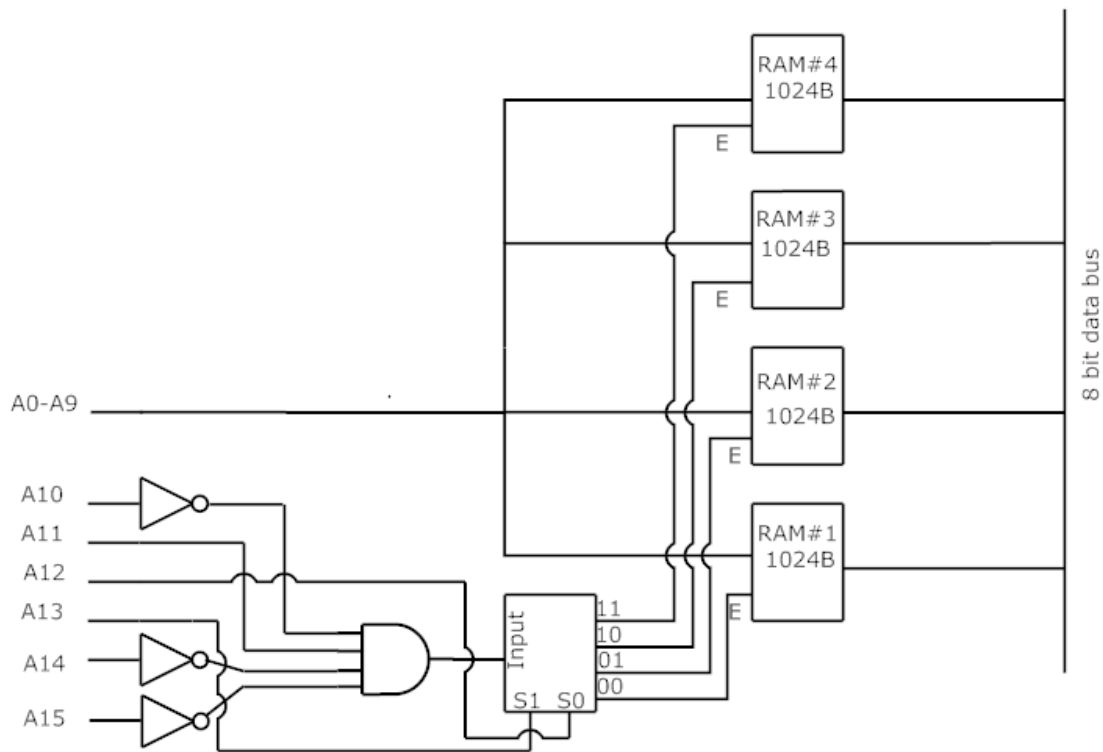 RAM#4
1024B
E
RAM#3
1024B
E
RAM#2
1024B
E
RAM#1
1024B
E
8 bit data bus
A0-A9
A10
A11
A12
A13
A14
A15
Input
11
10
01
00
S1 S0